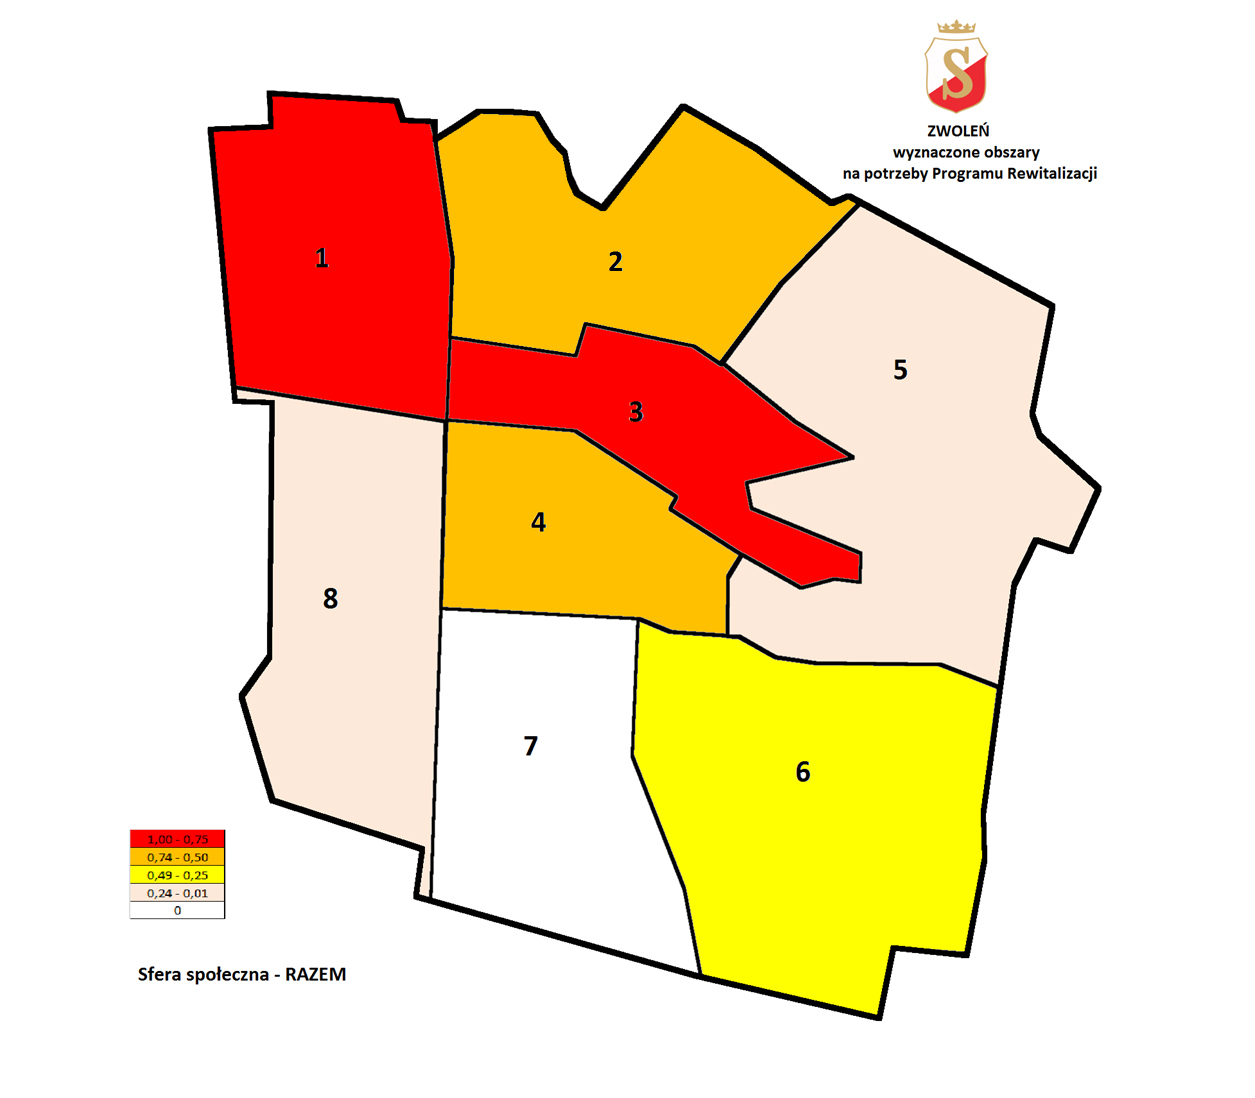 S
ZWOLEŃ
wyznaczone obszary
na potrzeby Programu Rewitalizacji
1
2
5
3
4
8
7
6
1,00 - 0,75
0,74 - 0,50
0,49 - 0,25
0,24 - 0,01
0
Sfera społeczna - RAZEM